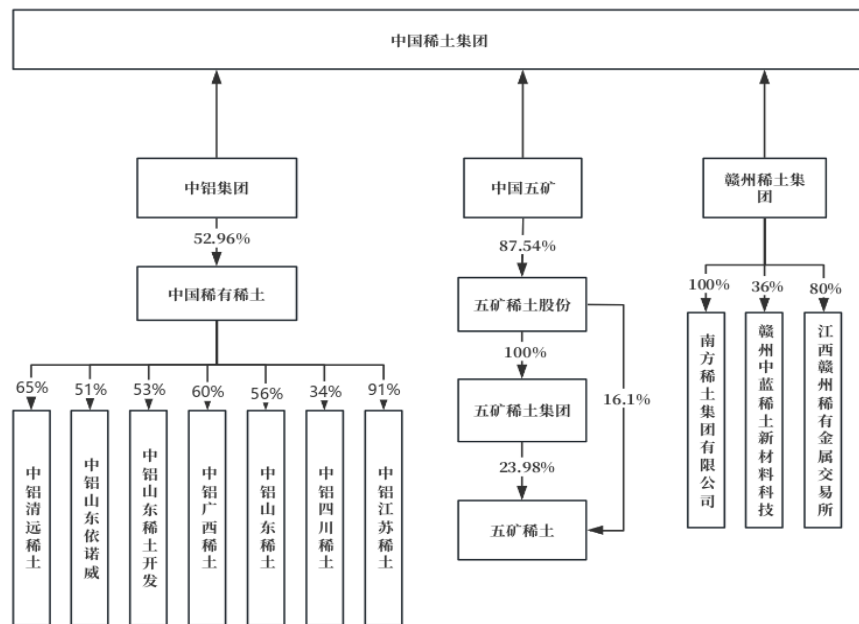 中国稀土集团
中铝集团
中国五矿
赣州稀土集
团
52.96%
87.54%
中国稀有稀土
五矿稀土股份
100%
36%
80%
65%
51%
53%
60%
56%
34%
91%
100%
16.1%
五矿稀土集团
23.98%
五矿稀土
中铝清远稀土
中铝山东依诺威
中铝山东稀土开发
中铝广西稀土
中铝山东稀土
中铝四川稀土
中铝江苏稀土
南方稀土集团有限公司
赣州中蓝稀土新材料科技
江西赣州稀有金属交易所